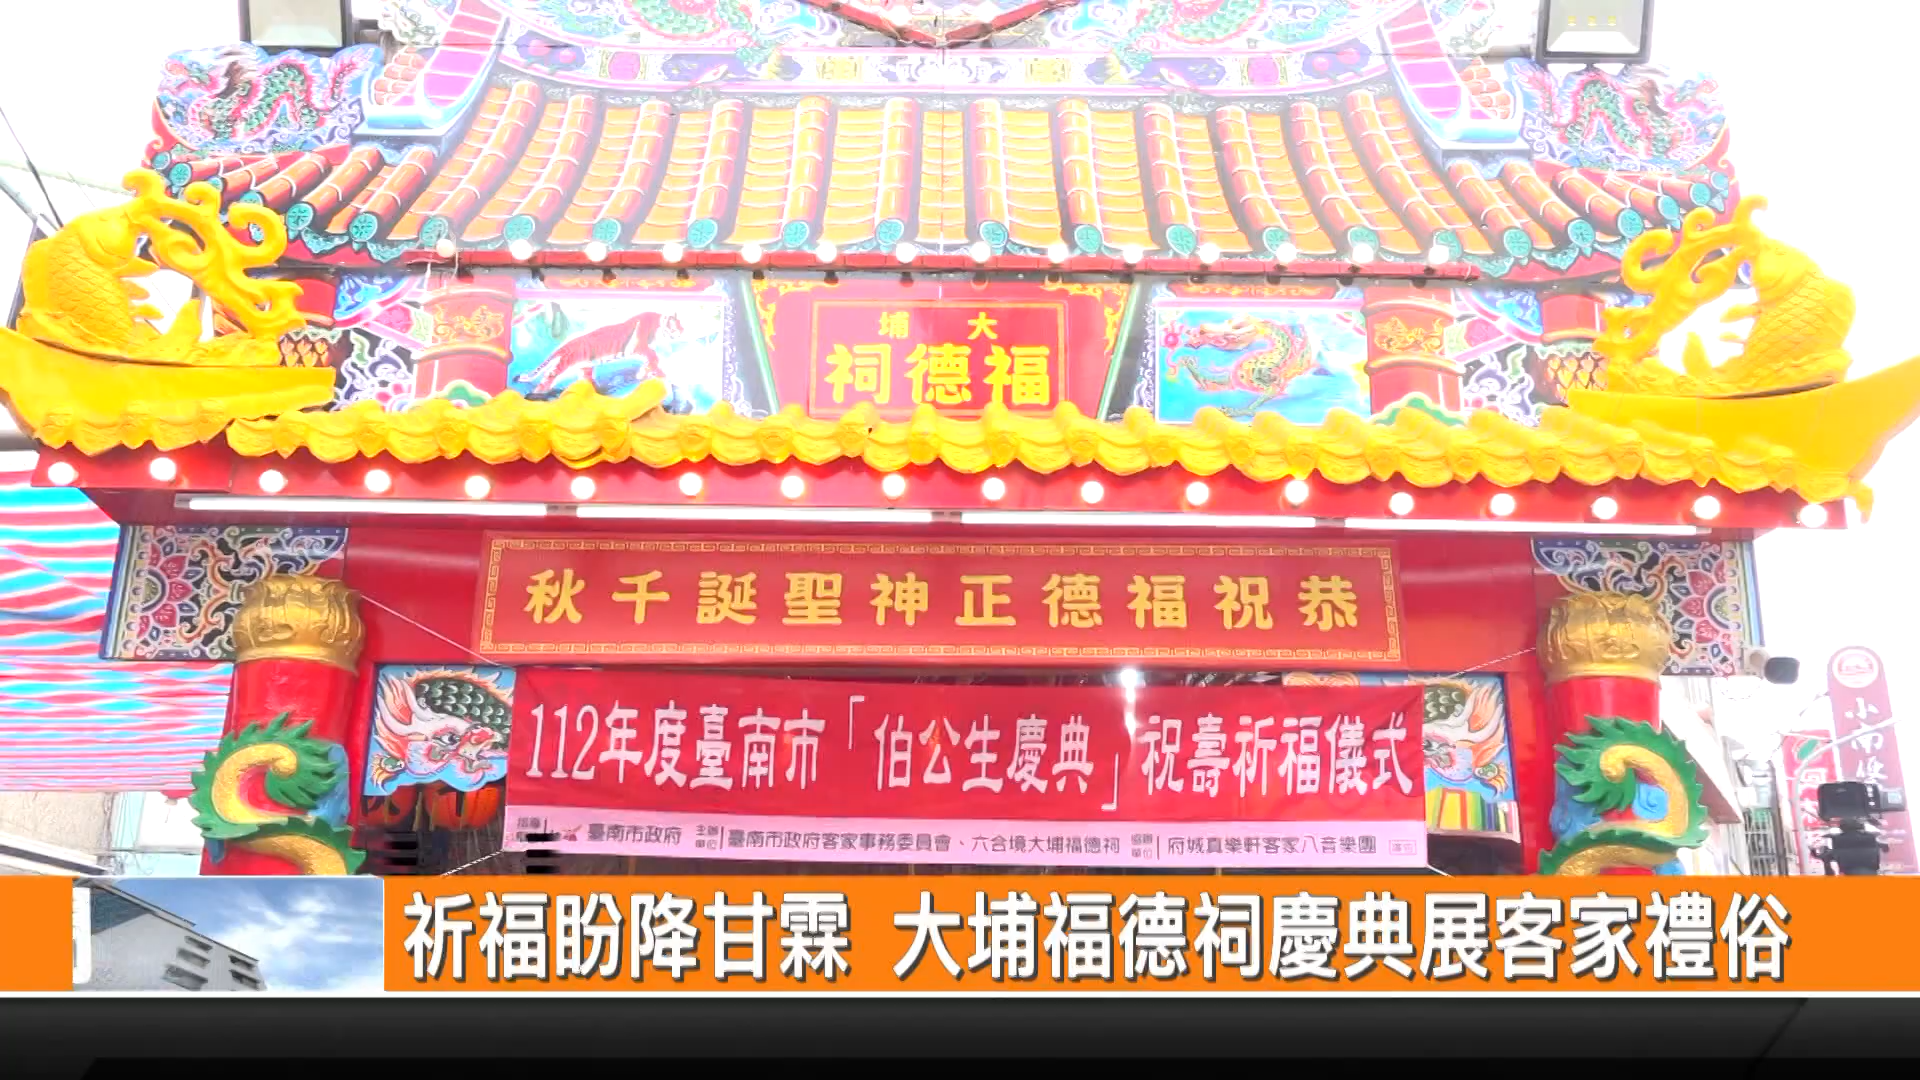 大埔
福德祠
恭祝福德正神聖誕千秋
112年度臺南市「伯公生慶典」祝壽祈福儀式
臺南市政府 主辦單位 臺南市政府客家事務委員會、六合境大埔福德祠 協辦單位 府城真樂軒客家八音樂團
小南
祈福盼降甘霖 大埔福德祠慶典展客家禮俗